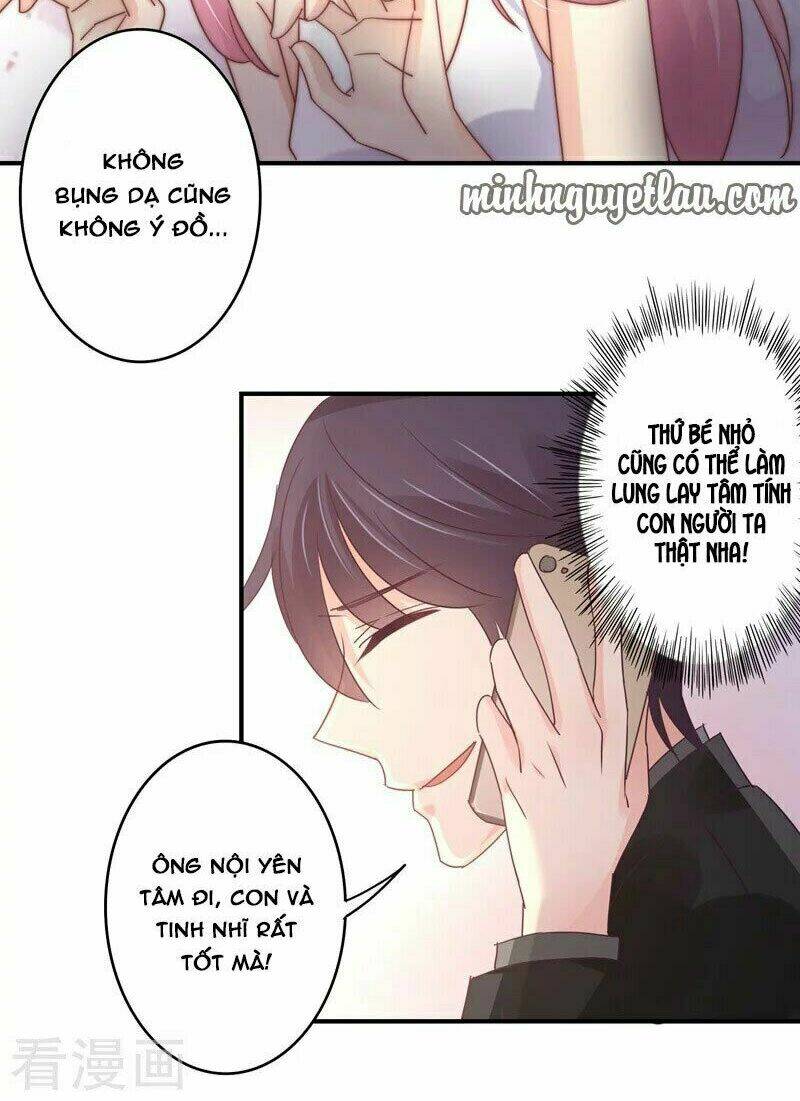 KHÔNG
BỤNG DẠ CŨNG
KHÔNG Ý ĐỒ...
minhnguyetlau.com
THỨ BÉ NHỎ
CŨNG CÓ THỂ LÀM
LUNG LAY TÂM TÍNH
CON NGƯỜI TA
THẬT NHA!
ÔNG NỘI YÊN
TÂM ĐI, CON VÀ
TINH NHĨ RẤT
TỐT MÀ!
看漫画